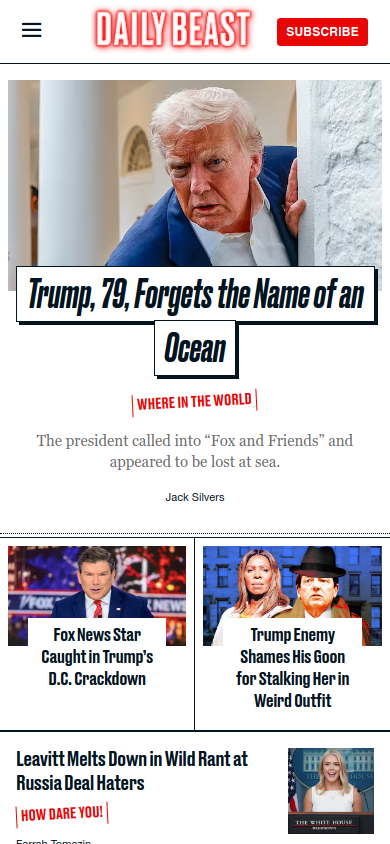 DAILY BEAST
SUBSCRIBE
Trump, 79, Forgets the Name of an
Ocean
WHERE IN THE WORLD
The president called into “Fox and Friends” and
appeared to be lost at sea.
Jack Silvers
FOX NEWS
Fox News Star
Caught in Trump’s
D.C. Crackdown
Trump Enemy
Shames His Goon
for Stalking Her in
Weird Outfit
Leavitt Melts Down in Wild Rant at
Russia Deal Haters
HOW DARE YOU!
THE WHITE HOUSE
WASHINGTON
Farrah Tomazin